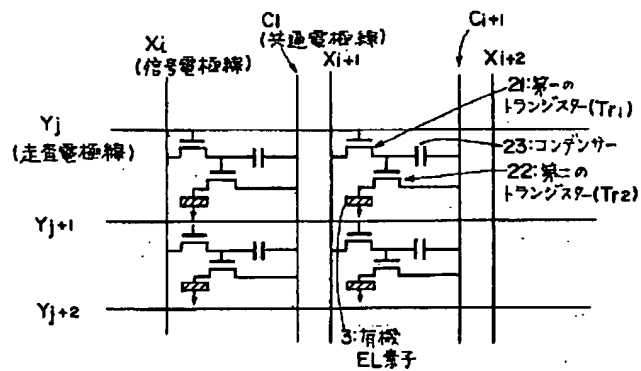 Xi
(信号電極線)
Ci
(共通電極線)
Xi+1
Ci+1
Xi+2
21:第一の
トランジスター(Tr1)
23:コンデンサー
22:第二の
トランジスター(Tr2)
Yj
(走査電極線)
Yj+1
Yj+2
3:有機
EL素子